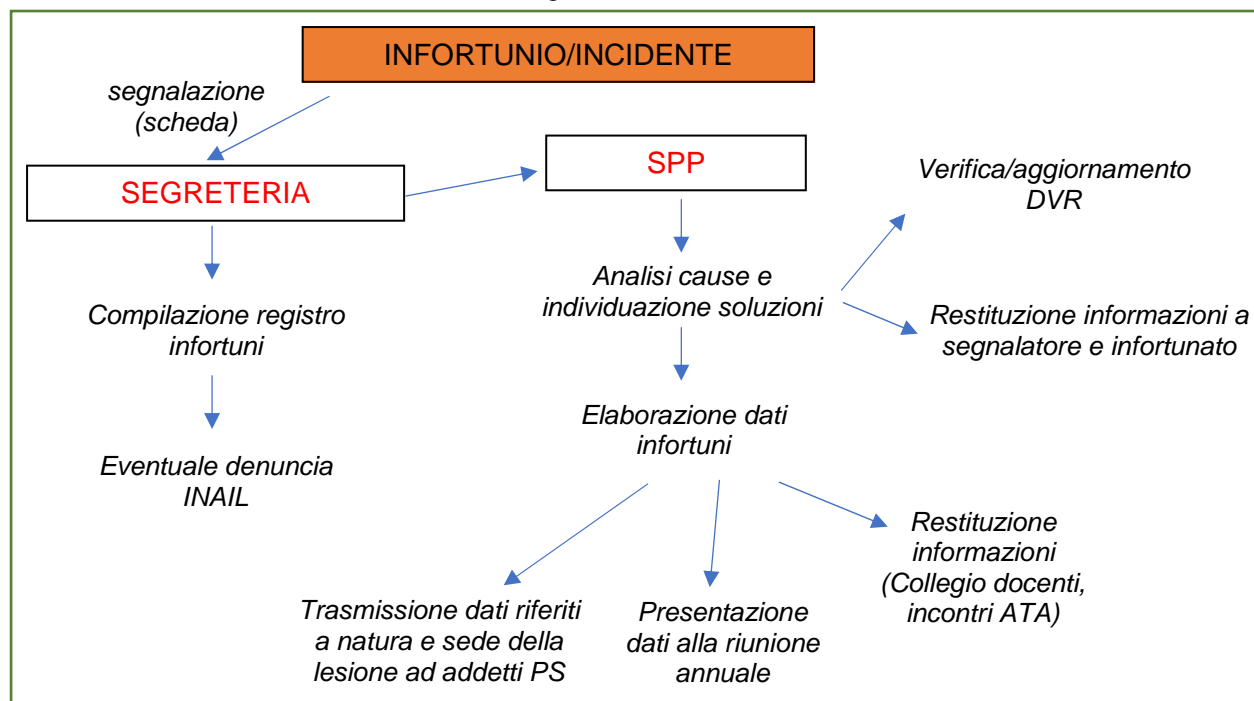 INFORTUNIO/INCIDENTE
segnalazione
(scheda)
SEGRETERIA
SPP
Verifica/aggiornamento
DVR
Compilazione registro
infortuni
Analisi cause e
individuazione soluzioni
Restituzione informazioni a
segnalatore e infortunato
Eventuale denuncia
INAIL
Elaborazione dati
infortuni
Trasmissione dati riferiti
a natura e sede della
lesione ad addetti PS
Presentazione
dati alla riunione
annuale
Restituzione
informazioni
(Collegio docenti,
incontri ATA)